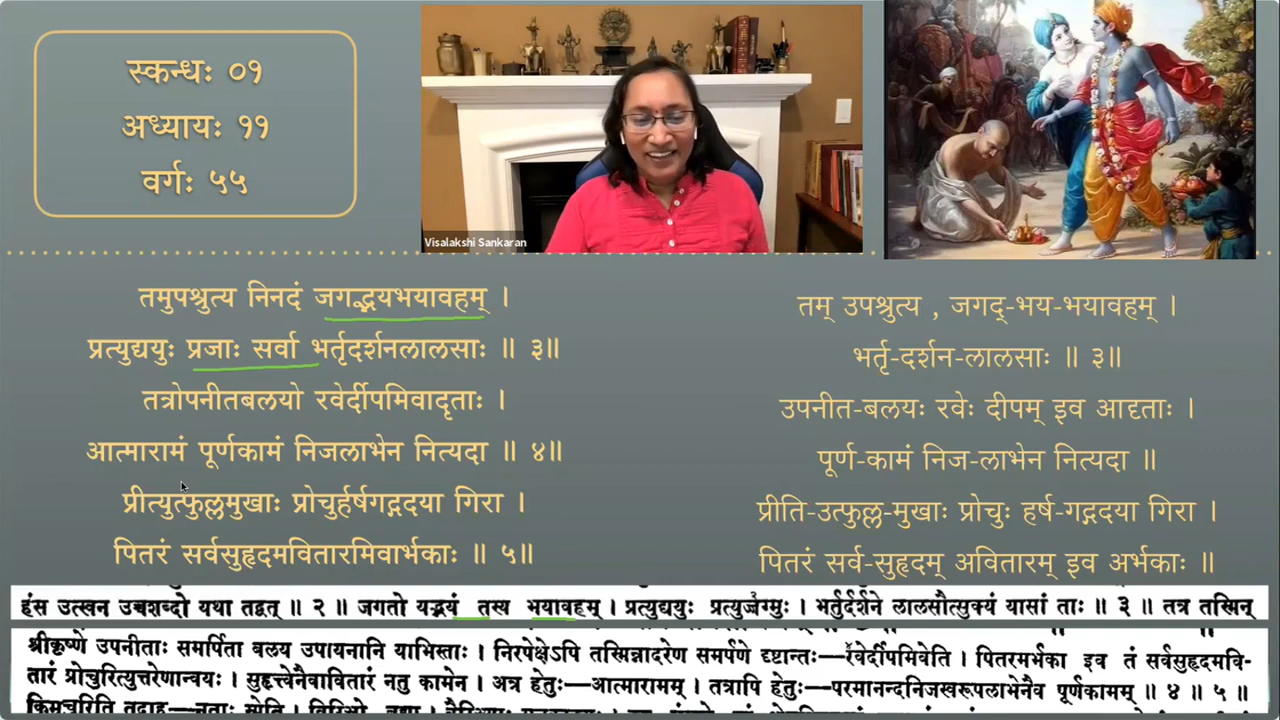 स्कन्धः ०१
अध्यायः ११
वर्गः ५५
Visalakshi Sankaran
तमुपश्रुत्य निनदं जगद्भयभयावहम् ।
प्रत्युद्ययुः प्रजाः सर्वा भर्तृदर्शनलालसाः ॥ ३॥
तत्रोपनीतबलयो रवेर्दीपमिवादृताः ।
आत्मारामं पूर्णकामं निजलाभेन नित्यदा ॥ ४॥
प्रीत्युत्फुल्लमुखाः प्रोचुर्हर्षगद्गदया गिरा ।
पितरं सर्वसुहृदमवितारमिवार्भकाः ॥ ५॥
तम् उपश्रुत्य , जगद्-भय-भयावहम् ।
भर्तृ-दर्शन-लालसाः ॥ ३॥
उपनीत-बलयः रवेः दीपम् इव आदृताः ।
पूर्ण-कामं निज-लाभेन नित्यदा ॥
प्रीति-उत्फुल्ल-मुखाः प्रोचुः हर्ष-गद्गदया गिरा ।
पितरं सर्व-सुहृदम् अवितारम् इव अर्भकाः ॥
हंस उत्खन उच्चशब्दो यथा तद्वत् ॥ २ ॥ जगतो यद्भयं तस्य भयावहम् । प्रत्युद्ययुः प्रत्युज्जग्मुः । भर्तुर्दर्शने लालसौत्सुक्यं यासां ताः ॥ ३ ॥ तत्र तस्मिन्
श्रीकृष्णे उपनीताः समर्पिता बलय उपायनानि याभिस्ताः । निरपेक्षेऽपि तस्मिन्नादरेण समर्पणे दृष्टान्तः—रवेर्दीपमिवेति । पितरमर्भका इव तं सर्वसुहृदमवि-
तारं प्रोचुरित्युत्तरेणान्वयः । सुहृत्त्वेनैवावितारं नतु कामेन । अत्र हेतुः—आत्मारामम् । तत्रापि हेतुः—परमानन्दनिजस्वरूपलाभेनैव पूर्णकामम् ॥ ४ ॥ ५ ॥